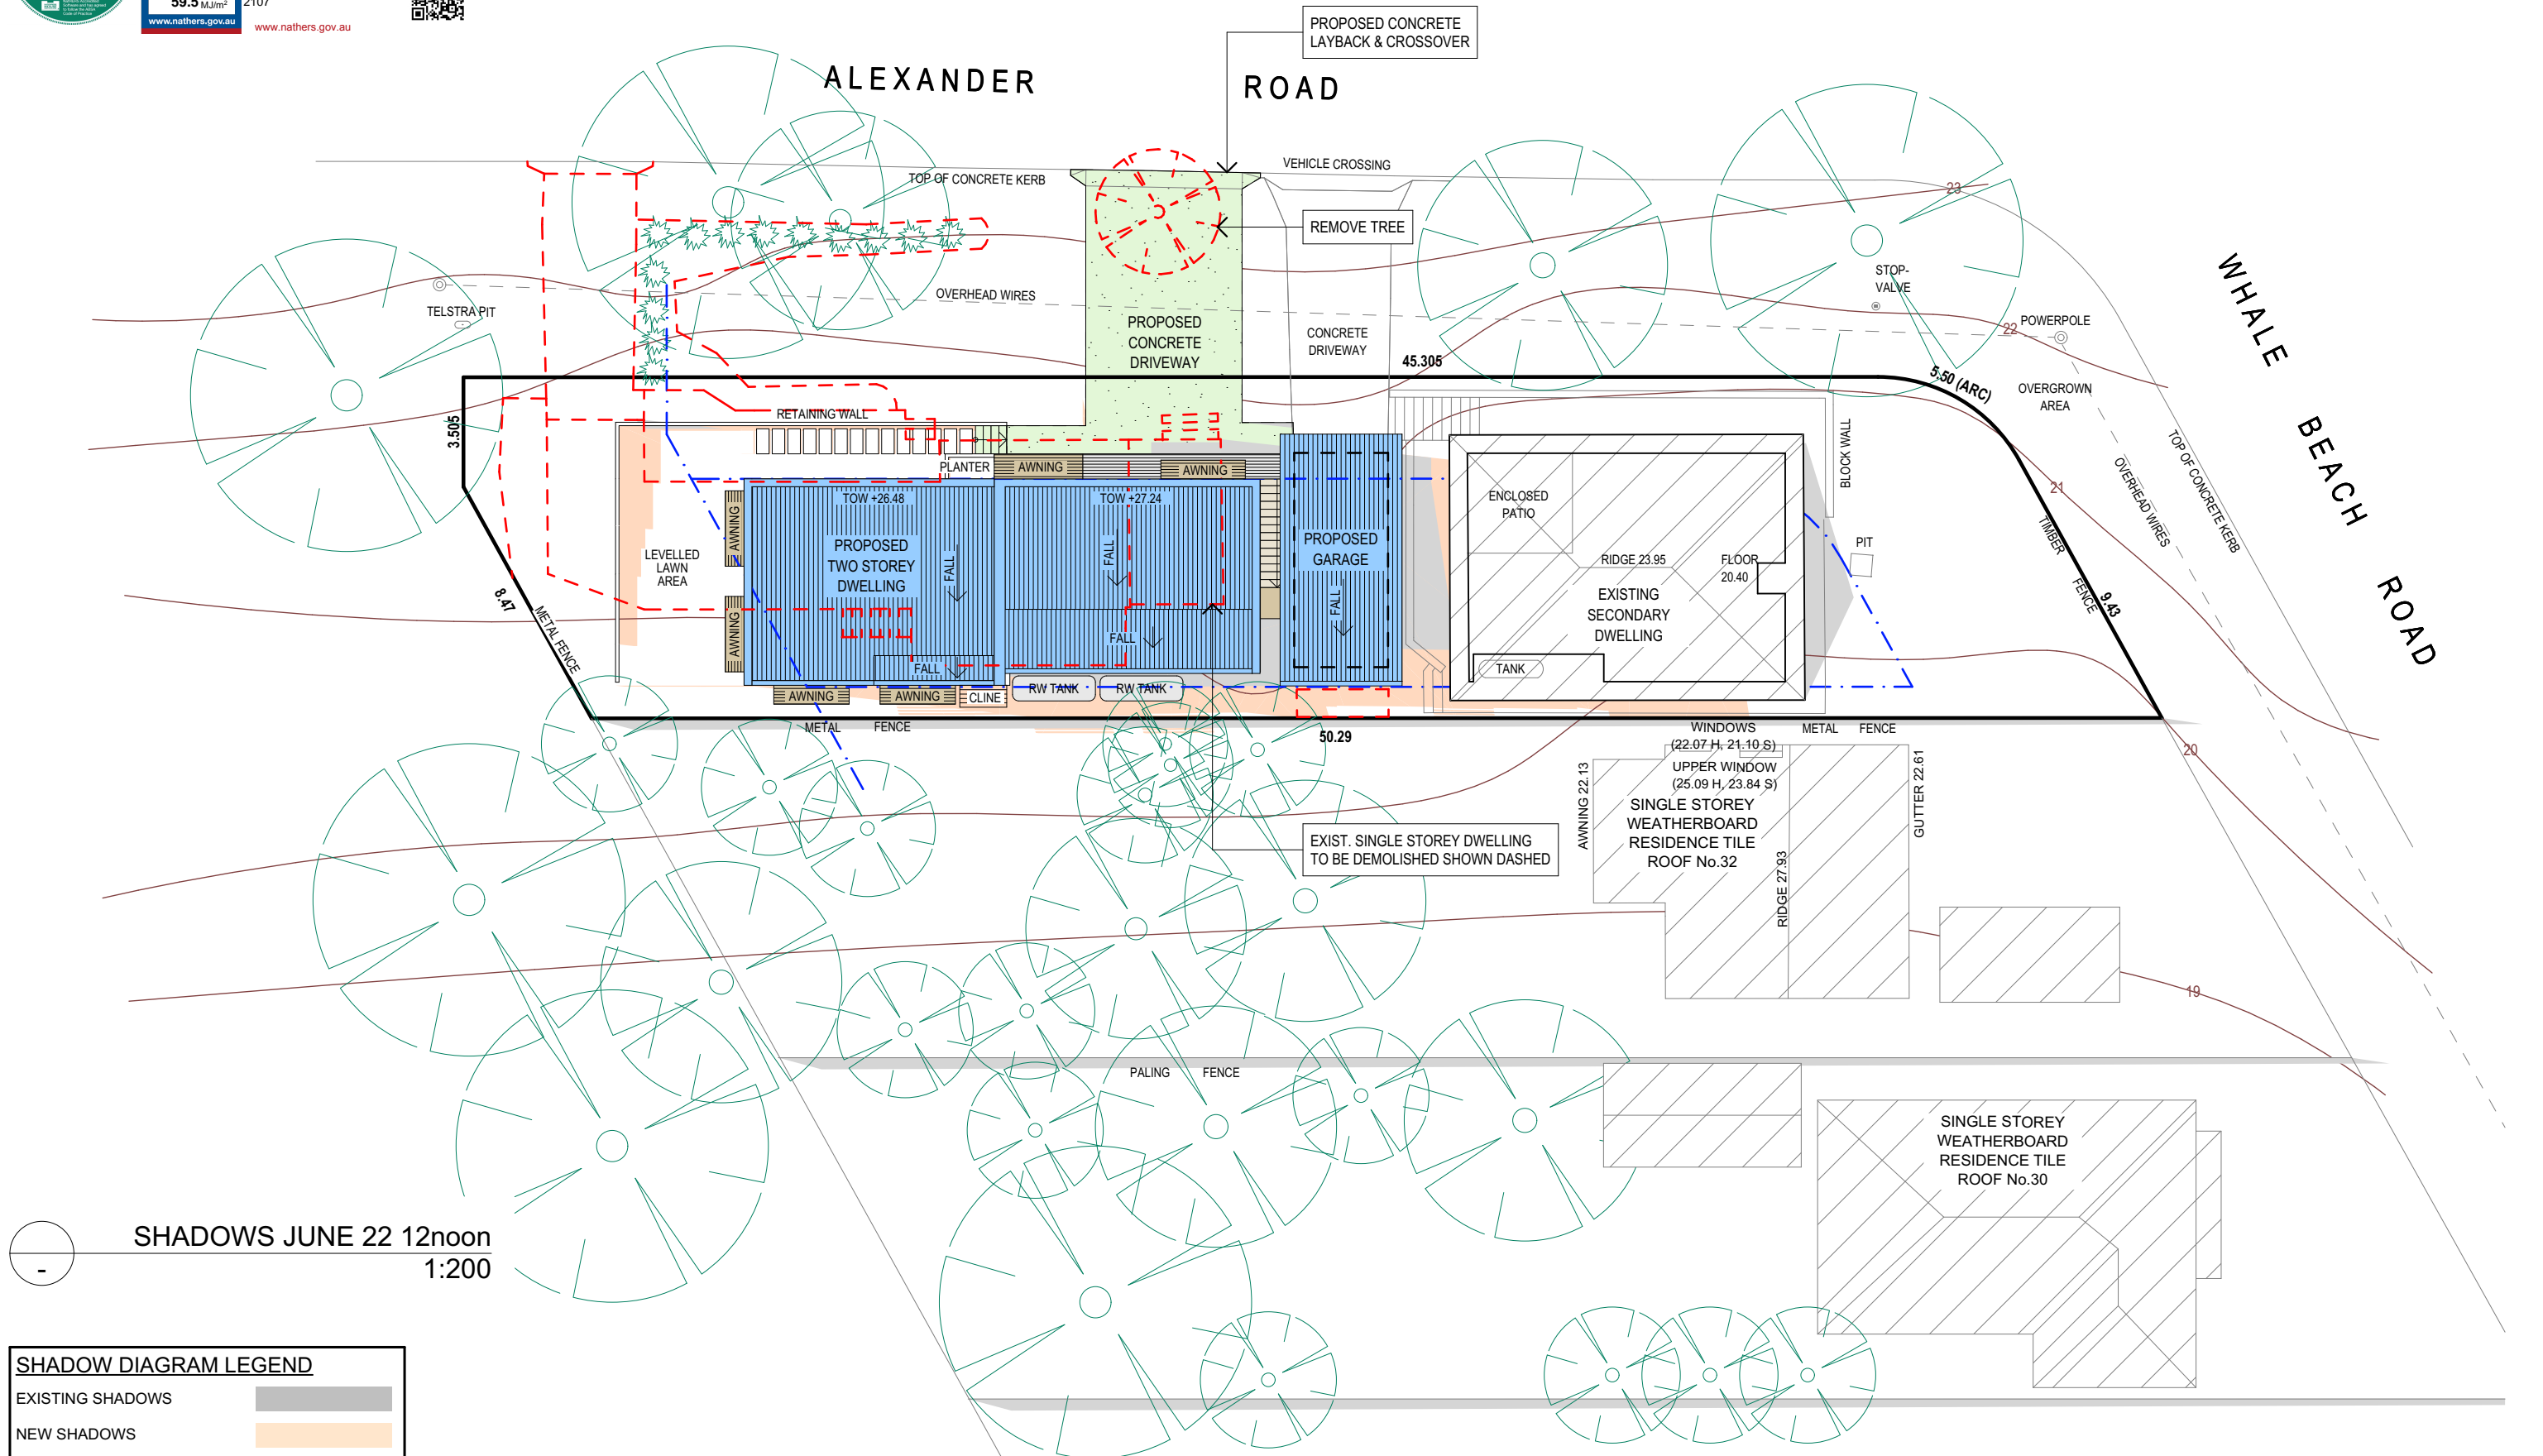 59.5 MJ/m²
2107
www.nathers.gov.au
www.nathers.gov.au
PROPOSED CONCRETE
LAYBACK & CROSSOVER
ALEXANDER ROAD
VEHICLE CROSSING
TOP OF CONCRETE KERB
REMOVE TREE
23
WHALE BEACH ROAD
STOP-
VALVE
OVERHEAD WIRES
TELSTRA PIT
PROPOSED
CONCRETE
DRIVEWAY
CONCRETE
DRIVEWAY
22
POWERPOLE
45.305
5.50 (ARC)
OVERGROWN
AREA
3.505
RETAINING WALL
TOP OF CONCRETE KERB
OVERHEAD WIRES
PLANTER
AWNING
AWNING
BLOCK WALL
21
TOW +26.48
TOW +27.24
ENCLOSED
PATIO
AWNING
PROPOSED
TWO STOREY
DWELLING
FALL
FALL
PROPOSED
GARAGE
FALL
RIDGE 23.95
FLOOR
20.40
PIT
TIMBER FENCE
LEVELLED
LAWN
AREA
8.47
METAL FENCE
9.43
EXISTING
SECONDARY
DWELLING
AWNING
FALL
FALL
TANK
AWNING
AWNING
CLINE
RW TANK
RW TANK
METAL FENCE
50.29
WINDOWS
(22.07 H, 21.10 S)
METAL FENCE
20
UPPER WINDOW
(25.09 H, 23.84 S)
AWNING 22.13
GUTTER 22.61
SINGLE STOREY
WEATHERBOARD
RESIDENCE TILE
ROOF No.32
RIDGE 27.93
EXIST. SINGLE STOREY DWELLING
TO BE DEMOLISHED SHOWN DASHED
19
PALING FENCE
SINGLE STOREY
WEATHERBOARD
RESIDENCE TILE
ROOF No.30
SHADOWS JUNE 22 12noon
-
1:200
SHADOW DIAGRAM LEGEND
EXISTING SHADOWS
NEW SHADOWS